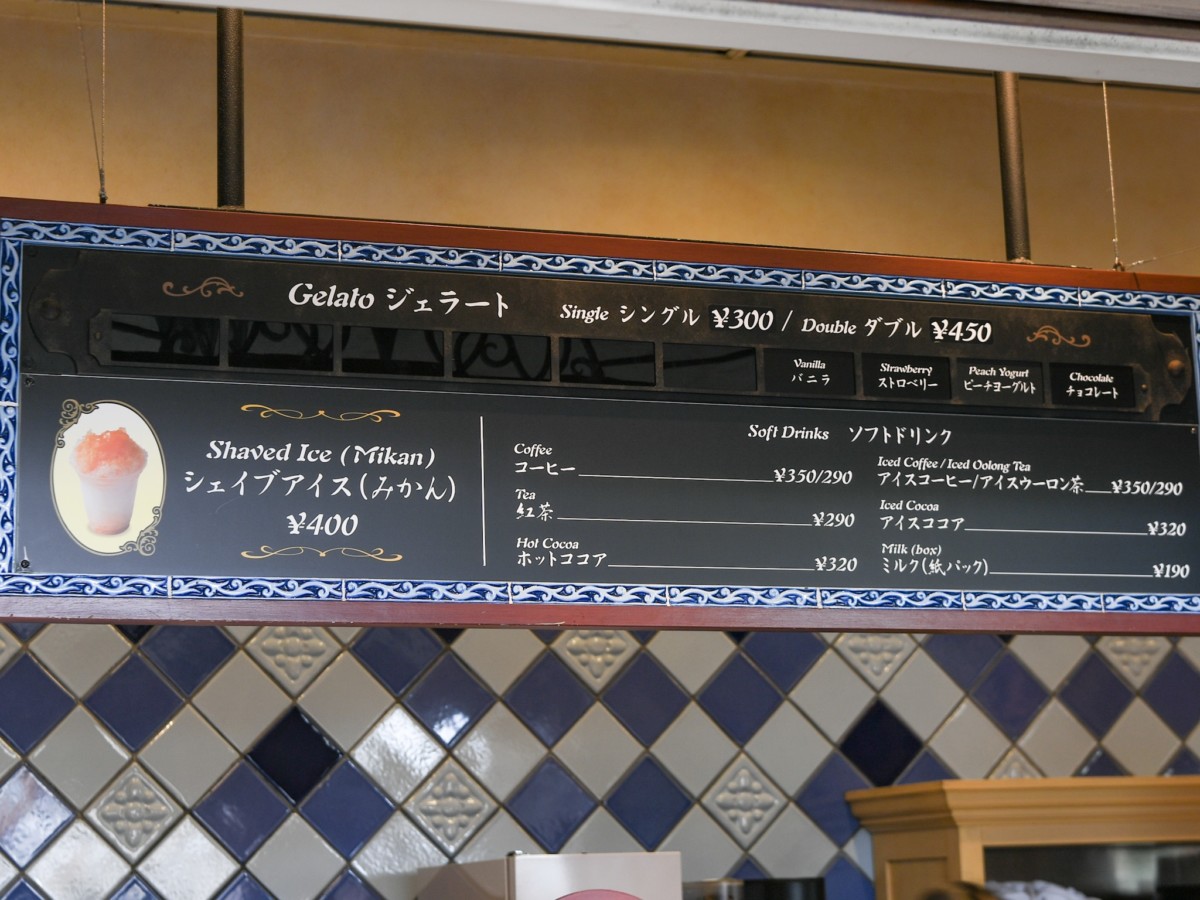 Gelato ジェラート
Single シングル ¥300 / Double ダブル ¥450
Vanilla
バニラ
Strawberry
ストロベリー
Peach Yogurt
ピーチヨーグルト
Chocolate
チョコレート
Shaved Ice (Mikan)
シェイブアイス(みかん)
¥400
Soft Drinks ソフトドリンク
Coffee
コーヒー ¥350/290
Tea
紅茶 ¥290
Hot Cocoa
ホットココア ¥320
Iced Coffee / Iced Oolong Tea
アイスコーヒー/アイスウーロン茶 ¥350/290
Iced Cocoa
アイスココア ¥320
Milk (box)
ミルク(紙パック) ¥190